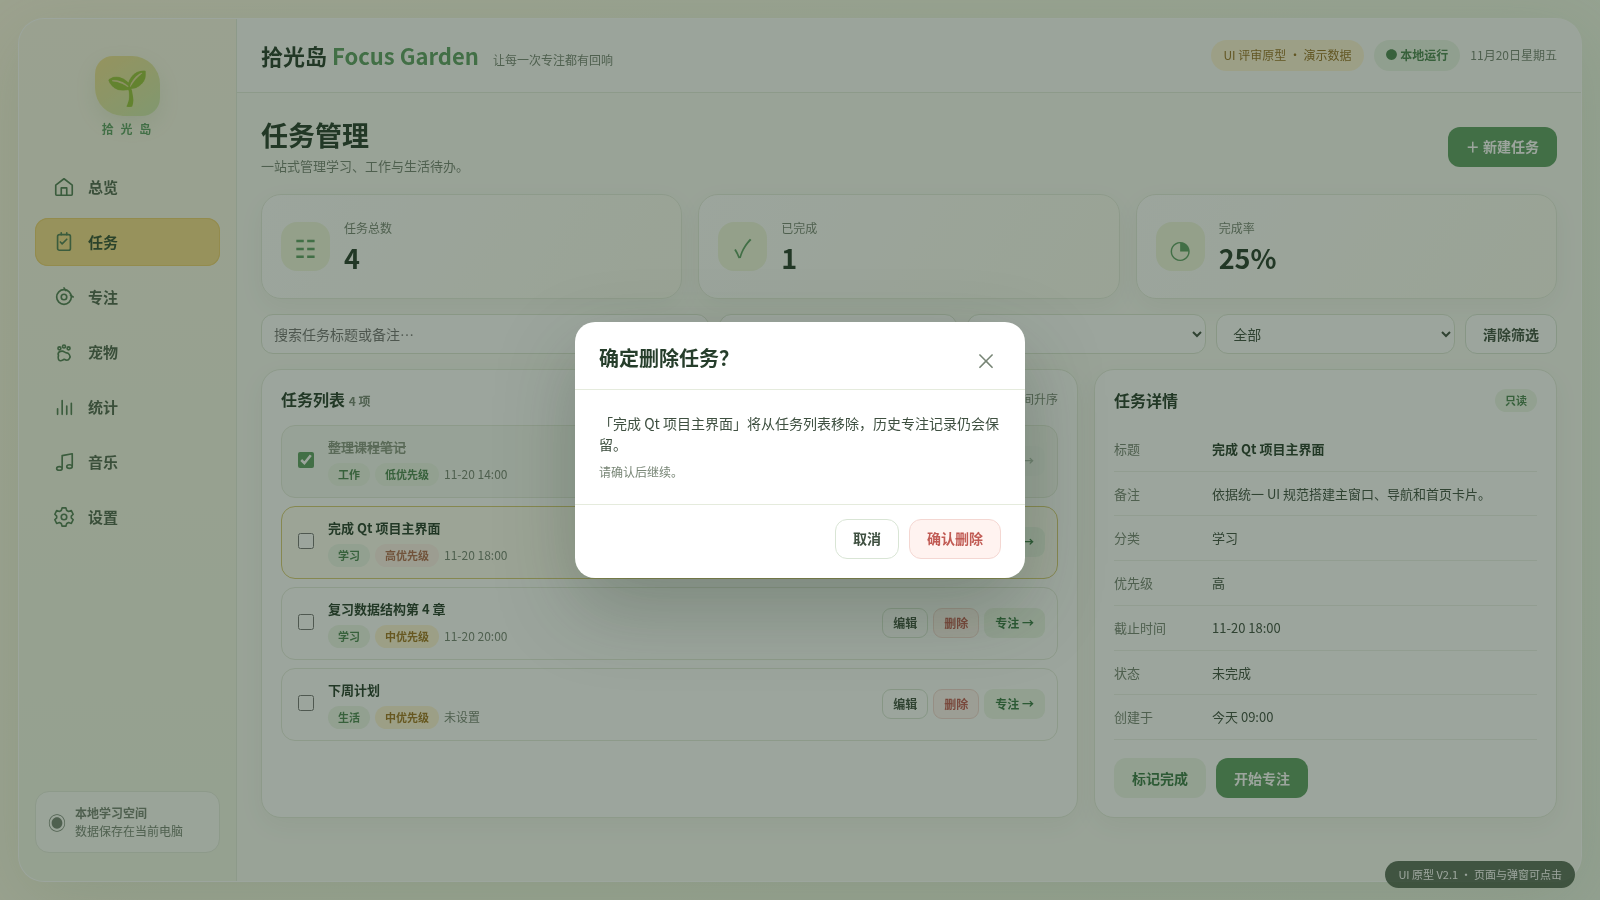 拾光岛
总览
任务
专注
宠物
统计
音乐
设置
本地学习空间
数据保存在当前电脑
拾光岛 Focus Garden 让每一次专注都有回响
UI 评审原型 · 演示数据
本地运行
11月20日星期五
任务管理
一站式管理学习、工作与生活待办。
+ 新建任务
任务总数
4
已完成
1
完成率
25%
搜索任务标题或备注…
全部
清除筛选
任务列表 4 项
间升序
整理课程笔记
工作 低优先级 11-20 14:00
→
完成 Qt 项目主界面
学习 高优先级 11-20 18:00
→
复习数据结构第 4 章
学习 中优先级 11-20 20:00
编辑 删除 专注 →
下周计划
生活 中优先级 未设置
编辑 删除 专注 →
任务详情
只读
标题 完成 Qt 项目主界面
备注 依据统一 UI 规范搭建主窗口、导航和首页卡片。
分类 学习
优先级 高
截止时间 11-20 18:00
状态 未完成
创建于 今天 09:00
标记完成 开始专注
确定删除任务?
「完成 Qt 项目主界面」将从任务列表移除，历史专注记录仍会保
留。
请确认后继续。
取消 确认删除
UI 原型 V2.1 · 页面与弹窗可点击